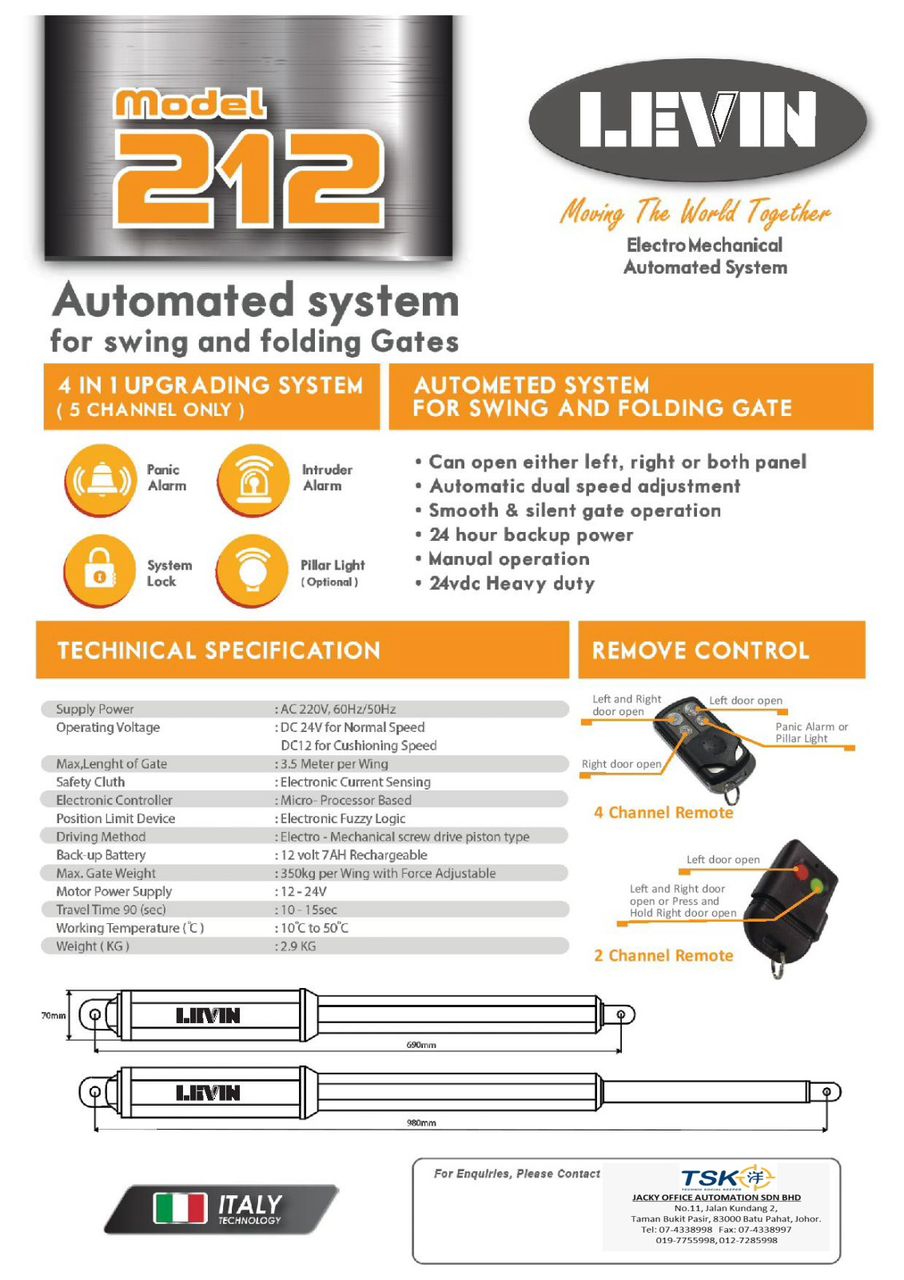 Model
212
LEVIN
Moving The World Together
ElectroMechanical
Automated System
Automated system
for swing and folding Gates
4 IN 1 UPGRADING SYSTEM
( 5 CHANNEL ONLY )
AUTOMETED SYSTEM
FOR SWING AND FOLDING GATE
Panic
Alarm
Intruder
Alarm
System
Lock
Pillar Light
( Optional )
• Can open either left, right or both panel
• Automatic dual speed adjustment
• Smooth & silent gate operation
• 24 hour backup power
• Manual operation
• 24vdc Heavy duty
TECHINICAL SPECIFICATION
Supply Power : AC 220V, 60Hz/50Hz
Operating Voltage : DC 24V for Normal Speed
DC12 for Cushioning Speed
Max,Lenght of Gate : 3.5 Meter per Wing
Safety Cluth : Electronic Current Sensing
Electronic Controller : Micro- Processor Based
Position Limit Device : Electronic Fuzzy Logic
Driving Method : Electro - Mechanical screw drive piston type
Back-up Battery : 12 volt 7AH Rechargeable
Max. Gate Weight : 350kg per Wing with Force Adjustable
Motor Power Supply : 12 - 24V
Travel Time 90 (sec) : 10 - 15sec
Working Temperature (℃) : 10℃ to 50℃
Weight ( KG ) : 2.9 KG
REMOVE CONTROL
Left and Right
door open
Left door open
Panic Alarm or
Pillar Light
Right door open
4 Channel Remote
Left door open
Left and Right door
open or Press and
Hold Right door open
2 Channel Remote
70mm
LEVIN
690mm
LEVIN
980mm
ITALY
TECHNOLOGY
For Enquiries, Please Contact
TSK洋
JACKY OFFICE AUTOMATION SDN BHD
No.11, Jalan Kundang 2,
Taman Bukit Pasir, 83000 Batu Pahat, Johor.
Tel: 07-4338998 Fax: 07-4338997
019-7755998, 012-7285998